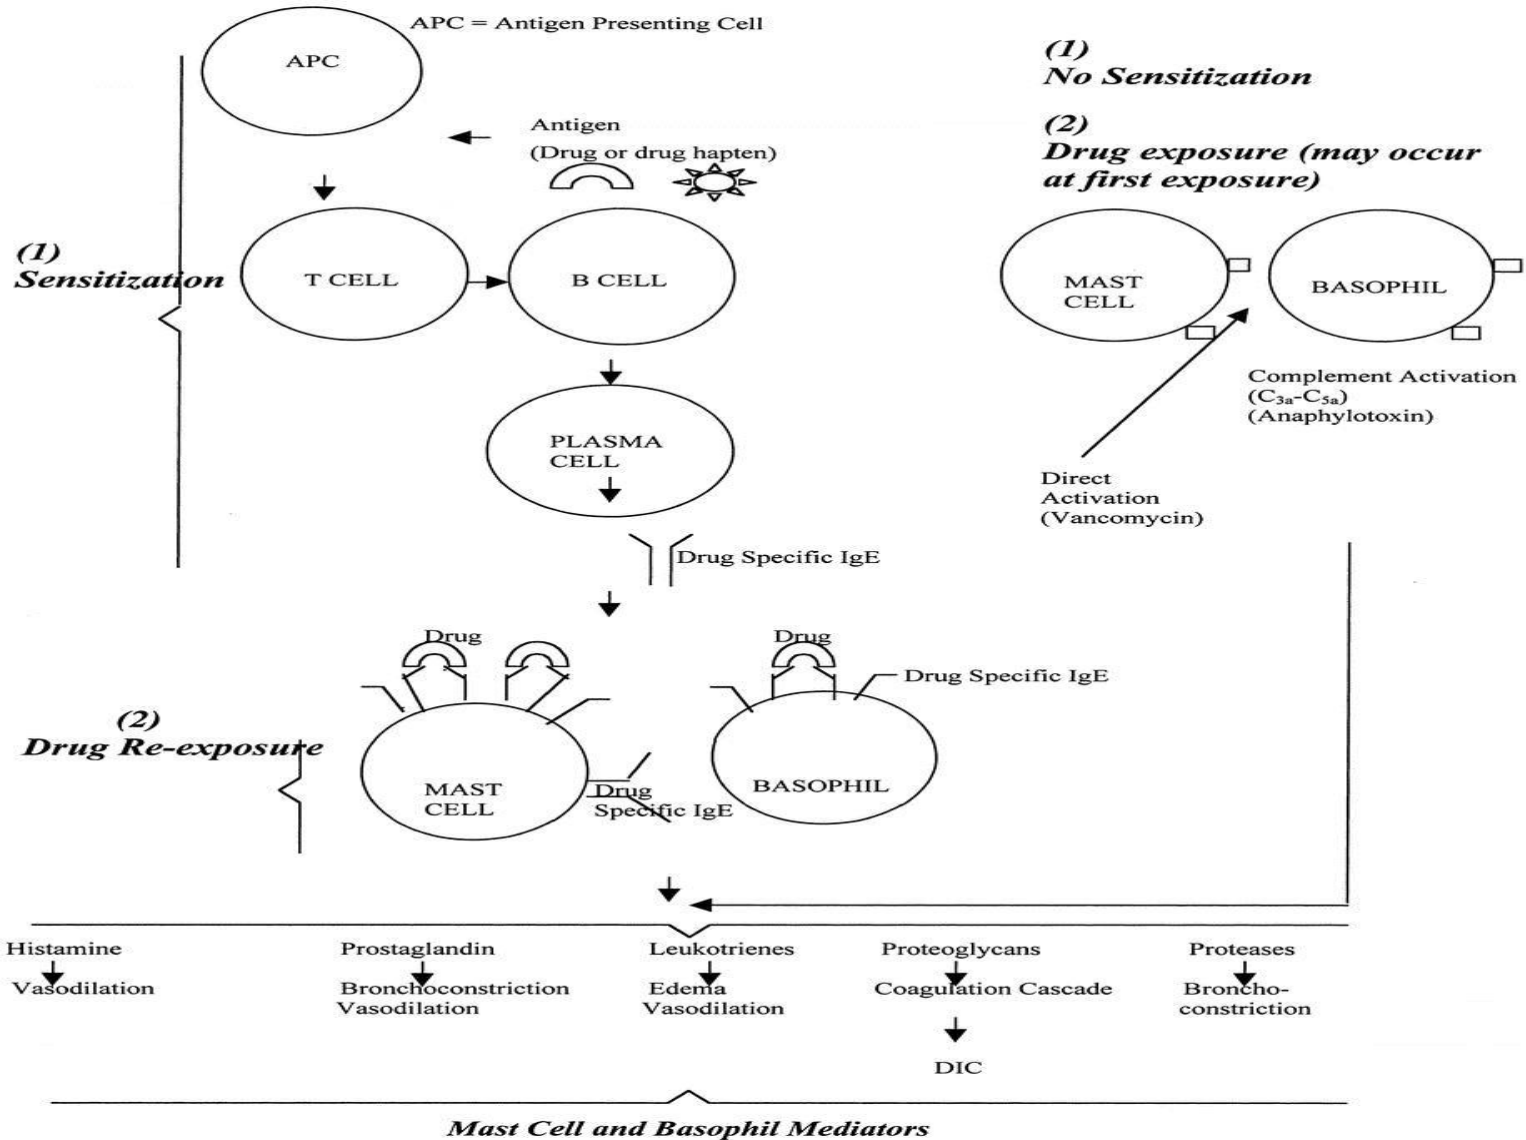 APC = Antigen Presenting Cell
APC
Antigen
(Drug or drug hapten)
(1)
Sensitization
T CELL
B CELL
PLASMA
CELL
Drug Specific IgE
(2)
Drug Re-exposure
Drug
MAST
CELL
Drug
Specific IgE
Drug
Drug Specific IgE
BASOPHIL
(1)
No Sensitization
(2)
Drug exposure (may occur
at first exposure)
MAST
CELL
BASOPHIL
Complement Activation
(C3a-C5a)
(Anaphylotoxin)
Direct
Activation
(Vancomycin)
Histamine
Vasodilation
Prostaglandin
Bronchoconstriction
Vasodilation
Leukotrienes
Edema
Vasodilation
Proteoglycans
Coagulation Cascade
DIC
Proteases
Broncho-
constriction
Mast Cell and Basophil Mediators